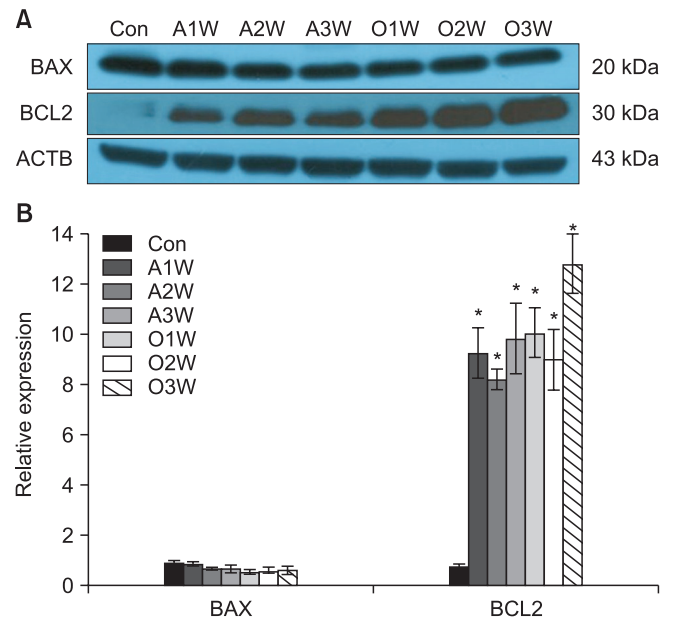 A
Con A1W A2W A3W O1W O2W O3W
BAX 20 kDa
BCL2 30 kDa
ACTB 43 kDa
B
Relative expression
14
12
10
8
6
4
2
0
Con
A1W
A2W
A3W
O1W
O2W
O3W
* * * * * *
BAX BCL2